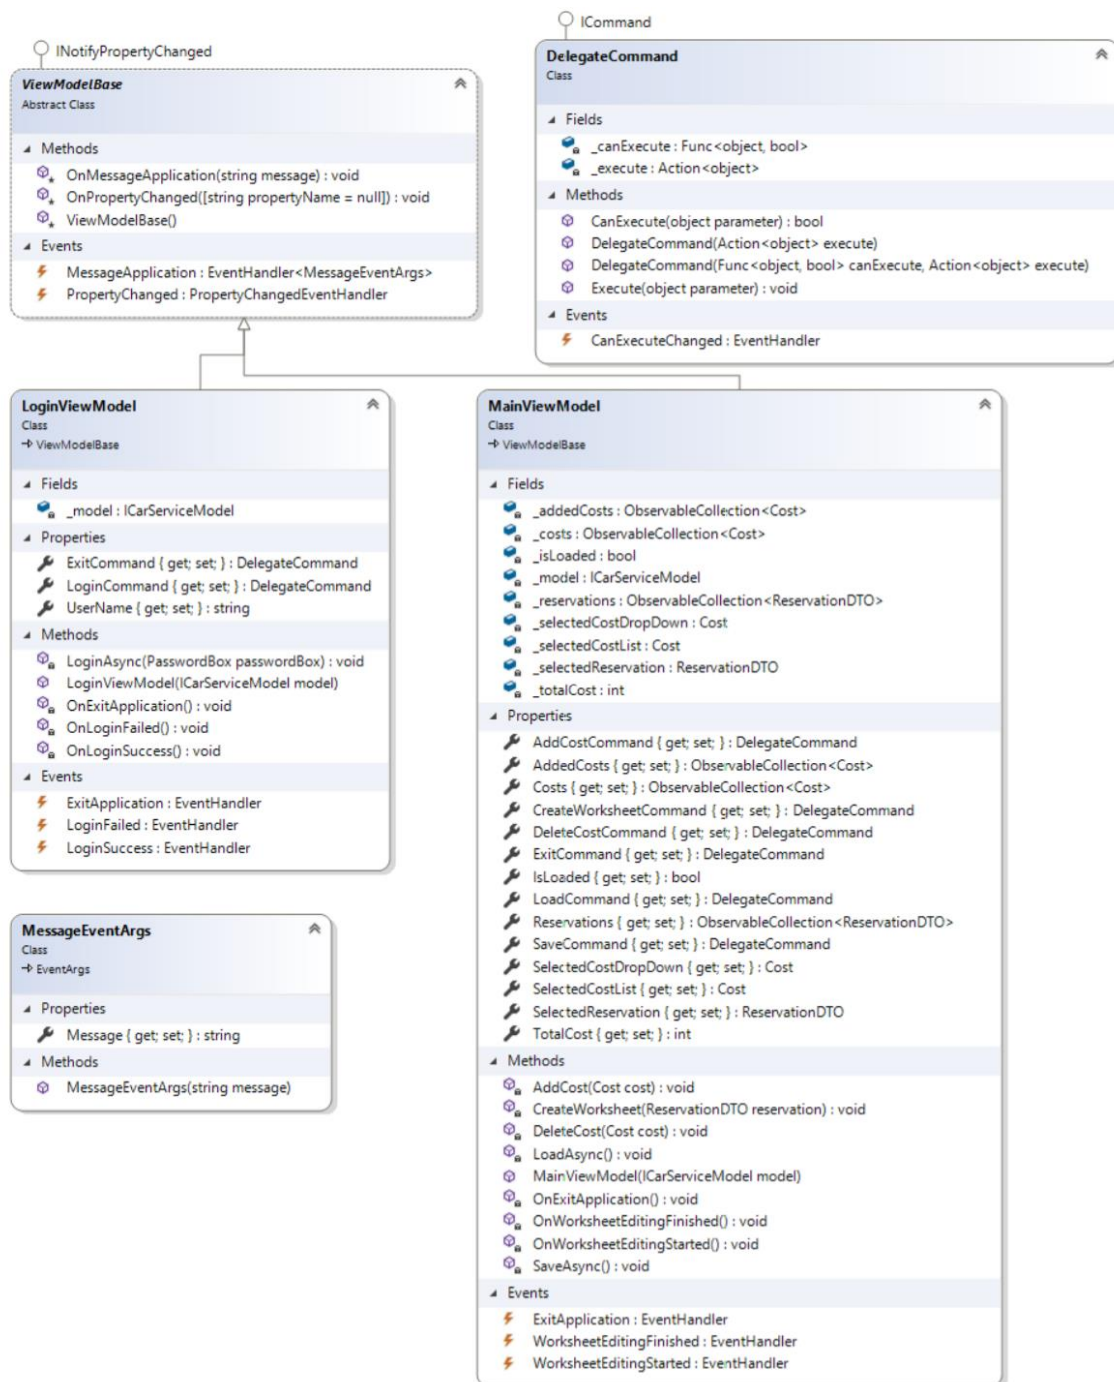 INotifyPropertyChanged
ViewModelBase
Abstract Class
Methods
OnMessageApplication(string message) : void
OnPropertyChanged([string propertyName = null]) : void
ViewModelBase()
Events
MessageApplication : EventHandler<MessageEventArgs>
PropertyChanged : PropertyChangedEventHandler
ICommand
DelegateCommand
Class
Fields
_canExecute : Func<object, bool>
_execute : Action<object>
Methods
CanExecute(object parameter) : bool
DelegateCommand(Action<object> execute)
DelegateCommand(Func<object, bool> canExecute, Action<object> execute)
Execute(object parameter) : void
Events
CanExecuteChanged : EventHandler
LoginViewModel
Class
ViewModelBase
Fields
_model : ICarServiceModel
Properties
ExitCommand { get; set; } : DelegateCommand
LoginCommand { get; set; } : DelegateCommand
UserName { get; set; } : string
Methods
LoginAsync(PasswordBox passwordBox) : void
LoginViewModel(ICarServiceModel model)
OnExitApplication() : void
OnLoginFailed() : void
OnLoginSuccess() : void
Events
ExitApplication : EventHandler
LoginFailed : EventHandler
LoginSuccess : EventHandler
MessageEventArgs
Class
EventArgs
Properties
Message { get; set; } : string
Methods
MessageEventArgs(string message)
MainViewModel
Class
ViewModelBase
Fields
_addedCosts : ObservableCollection<Cost>
_costs : ObservableCollection<Cost>
_isLoaded : bool
_model : ICarServiceModel
_reservations : ObservableCollection<ReservationDTO>
_selectedCostDropDown : Cost
_selectedCostList : Cost
_selectedReservation : ReservationDTO
_totalCost : int
Properties
AddCostCommand { get; set; } : DelegateCommand
AddedCosts { get; set; } : ObservableCollection<Cost>
Costs { get; set; } : ObservableCollection<Cost>
CreateWorksheetCommand { get; set; } : DelegateCommand
DeleteCostCommand { get; set; } : DelegateCommand
ExitCommand { get; set; } : DelegateCommand
IsLoaded { get; set; } : bool
LoadCommand { get; set; } : DelegateCommand
Reservations { get; set; } : ObservableCollection<ReservationDTO>
SaveCommand { get; set; } : DelegateCommand
SelectedCostDropDown { get; set; } : Cost
SelectedCostList { get; set; } : Cost
SelectedReservation { get; set; } : ReservationDTO
TotalCost { get; set; } : int
Methods
AddCost(Cost cost) : void
CreateWorksheet(ReservationDTO reservation) : void
DeleteCost(Cost cost) : void
LoadAsync() : void
MainViewModel(ICarServiceModel model)
OnExitApplication() : void
OnWorksheetEditingFinished() : void
OnWorksheetEditingStarted() : void
SaveAsync() : void
Events
ExitApplication : EventHandler
WorksheetEditingFinished : EventHandler
WorksheetEditingStarted : EventHandler